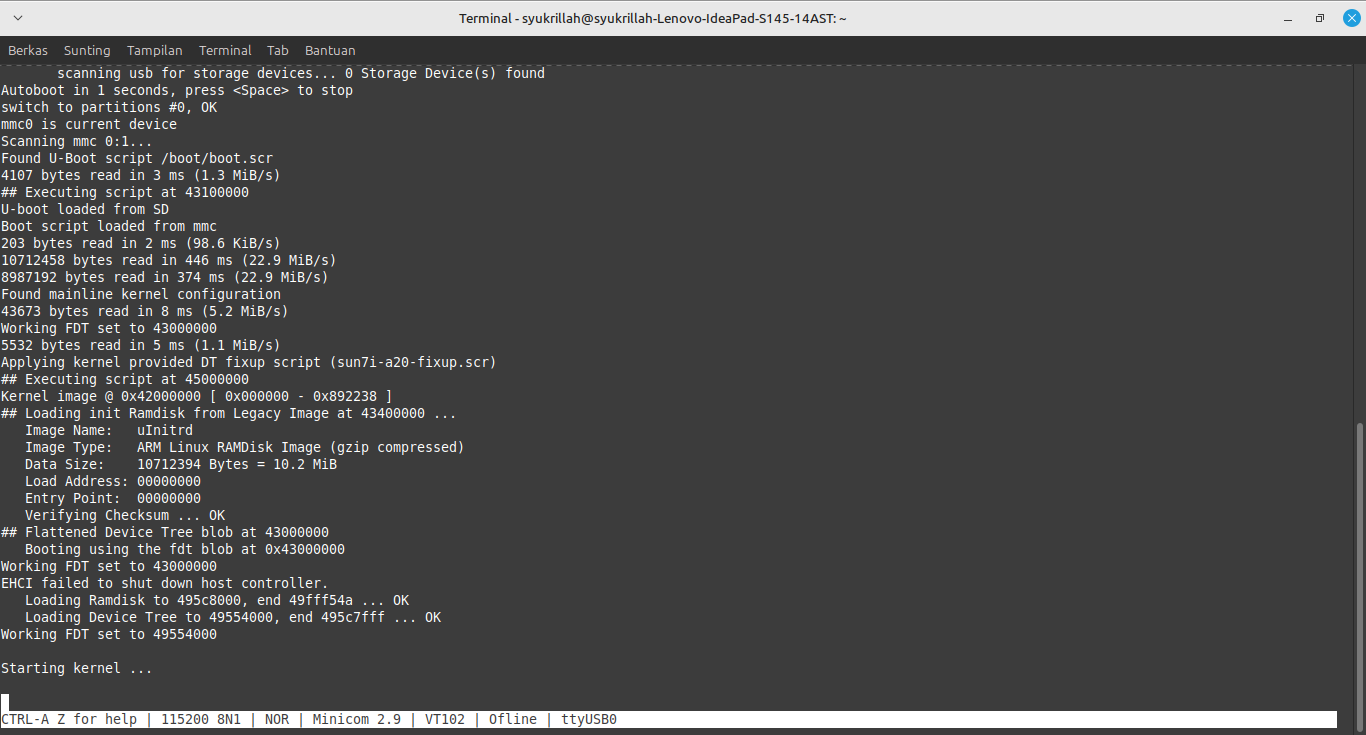 Terminal - syukrillah@syukrillah-Lenovo-IdeaPad-S145-14AST: ~
Berkas Sunting Tampilan Terminal Tab Bantuan
scanning usb for storage devices... 0 Storage Device(s) found
Autoboot in 1 seconds, press <Space> to stop
switch to partitions #0, OK
mmc0 is current device
Scanning mmc 0:1...
Found U-Boot script /boot/boot.scr
4107 bytes read in 3 ms (1.3 MiB/s)
## Executing script at 43100000
U-boot loaded from SD
Boot script loaded from mmc
203 bytes read in 2 ms (98.6 KiB/s)
10712458 bytes read in 446 ms (22.9 MiB/s)
8987192 bytes read in 374 ms (22.9 MiB/s)
Found mainline kernel configuration
43673 bytes read in 8 ms (5.2 MiB/s)
Working FDT set to 43000000
5532 bytes read in 5 ms (1.1 MiB/s)
Applying kernel provided DT fixup script (sun7i-a20-fixup.scr)
## Executing script at 45000000
Kernel image @ 0x42000000 [ 0x000000 - 0x892238 ]
## Loading init Ramdisk from Legacy Image at 43400000 ...
Image Name: uInitrd
Image Type: ARM Linux RAMDisk Image (gzip compressed)
Data Size: 10712394 Bytes = 10.2 MiB
Load Address: 00000000
Entry Point: 00000000
Verifying Checksum ... OK
## Flattened Device Tree blob at 43000000
Booting using the fdt blob at 0x43000000
Working FDT set to 43000000
EHCI failed to shut down host controller.
Loading Ramdisk to 495c8000, end 49fff54a ... OK
Loading Device Tree to 49554000, end 495c7fff ... OK
Working FDT set to 49554000
Starting kernel ...
CTRL-A Z for help | 115200 8N1 | NOR | Minicom 2.9 | VT102 | Ofline | ttyUSB0